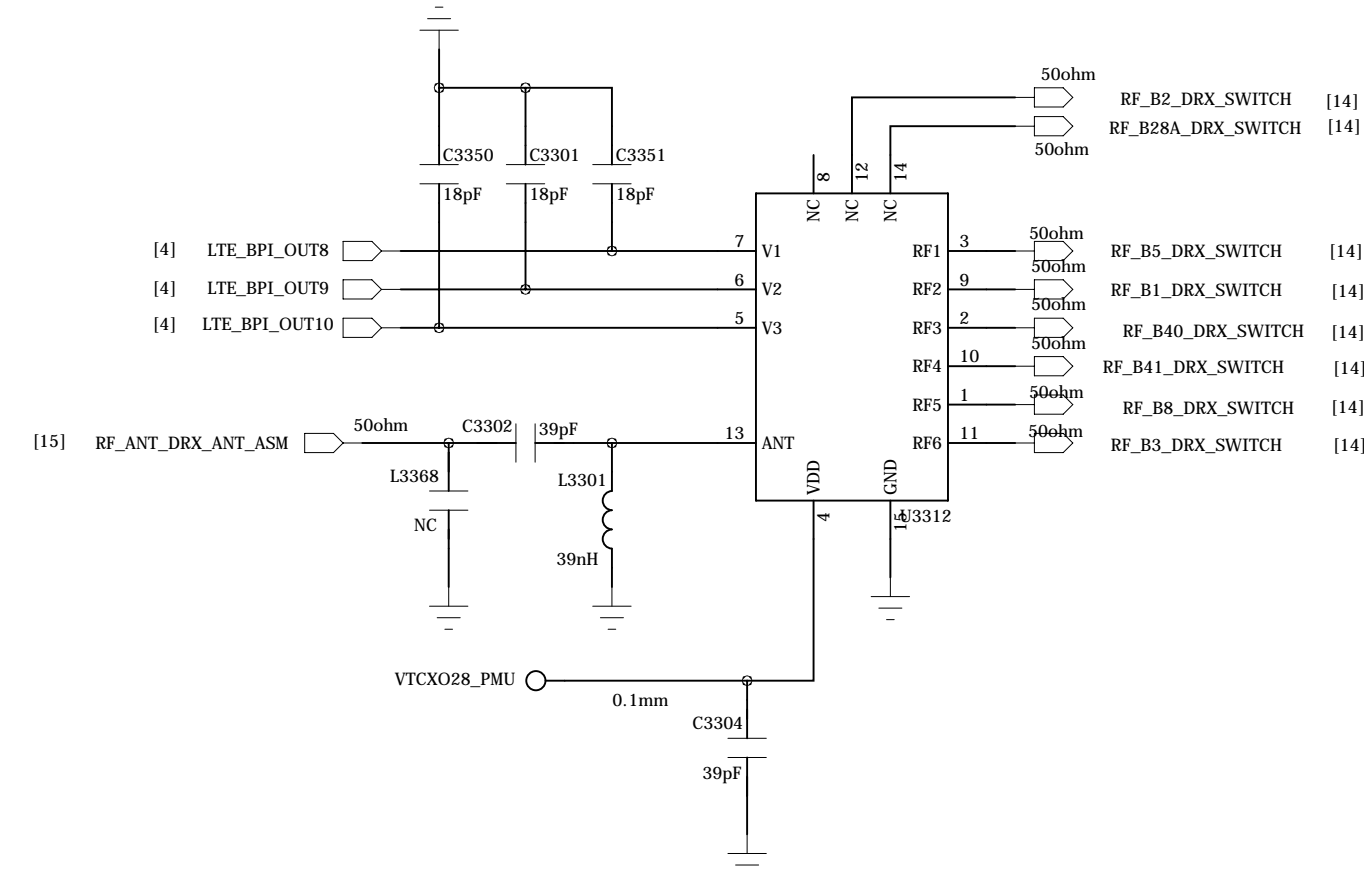 50ohm
RF_B2_DRX_SWITCH [14]
RF_B28A_DRX_SWITCH [14]
50ohm
C3350 C3301 C3351
18pF 18pF 18pF
8 12 14
NC NC NC
[4] LTE_BPI_OUT8 7 V1
[4] LTE_BPI_OUT9 6 V2
[4] LTE_BPI_OUT10 5 V3
50ohm
RF1 3 RF_B5_DRX_SWITCH [14]
50ohm
RF2 9 RF_B1_DRX_SWITCH [14]
50ohm
RF3 2 RF_B40_DRX_SWITCH [14]
50ohm
RF4 10 RF_B41_DRX_SWITCH [14]
50ohm
RF5 1 RF_B8_DRX_SWITCH [14]
50ohm
RF6 11 RF_B3_DRX_SWITCH [14]
[15] RF_ANT_DRX_ANT_ASM 50ohm C3302 39pF 13 ANT
L3368 L3301
NC
39nH
VDD GND
4 15 U3312
VTCXO28_PMU
0.1mm
C3304
39pF